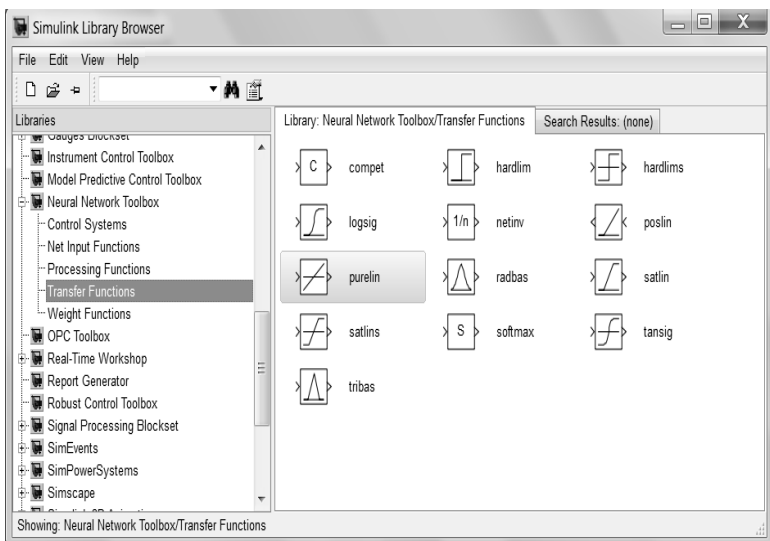 Simulink Library Browser
X
File Edit View Help
Libraries
Library: Neural Network Toolbox/Transfer Functions
Search Results: (none)
Gauges Blockset
Instrument Control Toolbox
Model Predictive Control Toolbox
Neural Network Toolbox
Control Systems
Net Input Functions
Processing Functions
Transfer Functions
Weight Functions
OPC Toolbox
Real-Time Workshop
Report Generator
Robust Control Toolbox
Signal Processing Blockset
SimEvents
SimPowerSystems
Simscape
C compet
hardlim
hardlims
logsig
1/n netinv
poslin
purelin
radbas
satlin
satlins
S softmax
tansig
tribas
Showing: Neural Network Toolbox/Transfer Functions